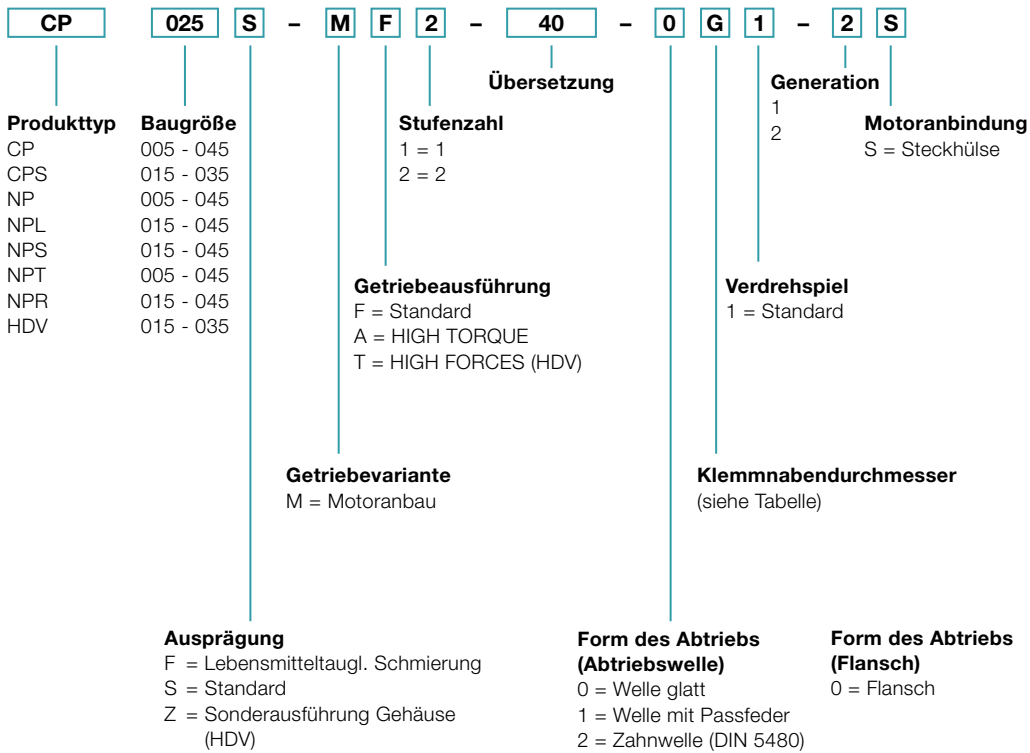 CP 025 S – M F 2 – 40 – 0 G 1 – 2 S
Übersetzung
Generation
1
2
Produkttyp
CP
CPS
NP
NPL
NPS
NPT
NPR
HDV
Baugröße
005 - 045
015 - 035
005 - 045
015 - 045
015 - 045
005 - 045
015 - 045
015 - 035
Stufenzahl
1 = 1
2 = 2
Motoranbindung
S = Steckhülse
Getriebeausführung
F = Standard
A = HIGH TORQUE
T = HIGH FORCES (HDV)
Verdrehspiel
1 = Standard
Getriebevariante
M = Motoranbau
Klemmnabendurchmesser
(siehe Tabelle)
Ausprägung
F = Lebensmitteltaugl. Schmierung
S = Standard
Z = Sonderausführung Gehäuse
(HDV)
Form des Abtriebs
(Abtriebswelle)
0 = Welle glatt
1 = Welle mit Passfeder
2 = Zahnwelle (DIN 5480)
Form des Abtriebs
(Flansch)
0 = Flansch